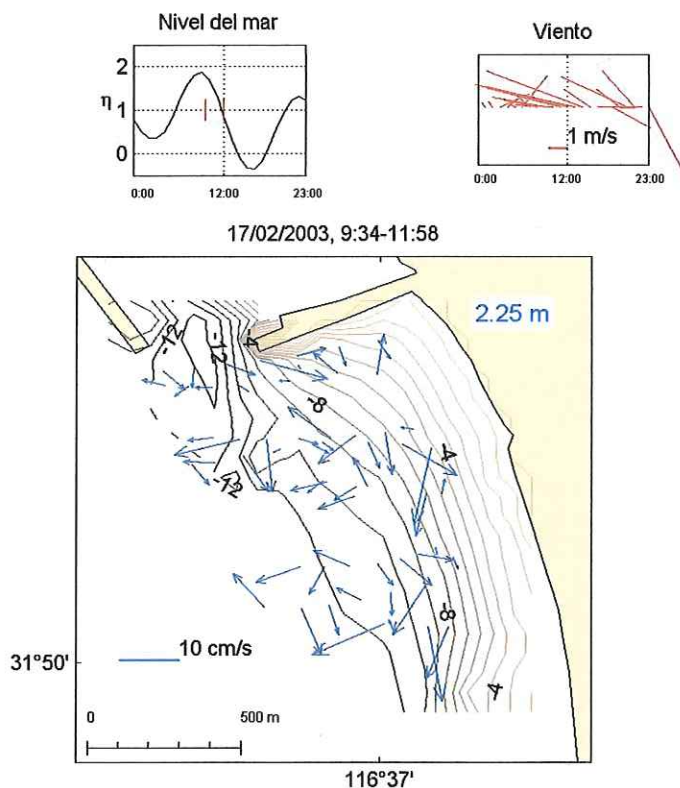 Nivel del mar
Viento
2
η 1
0
1 m/s
0:00 12:00 23:00
0:00 12:00 23:00
17/02/2003, 9:34-11:58
2.25 m
-12
-12
-4
-8
-4
-12
-8
10 cm/s
31°50'
-4
0 500 m
116°37'